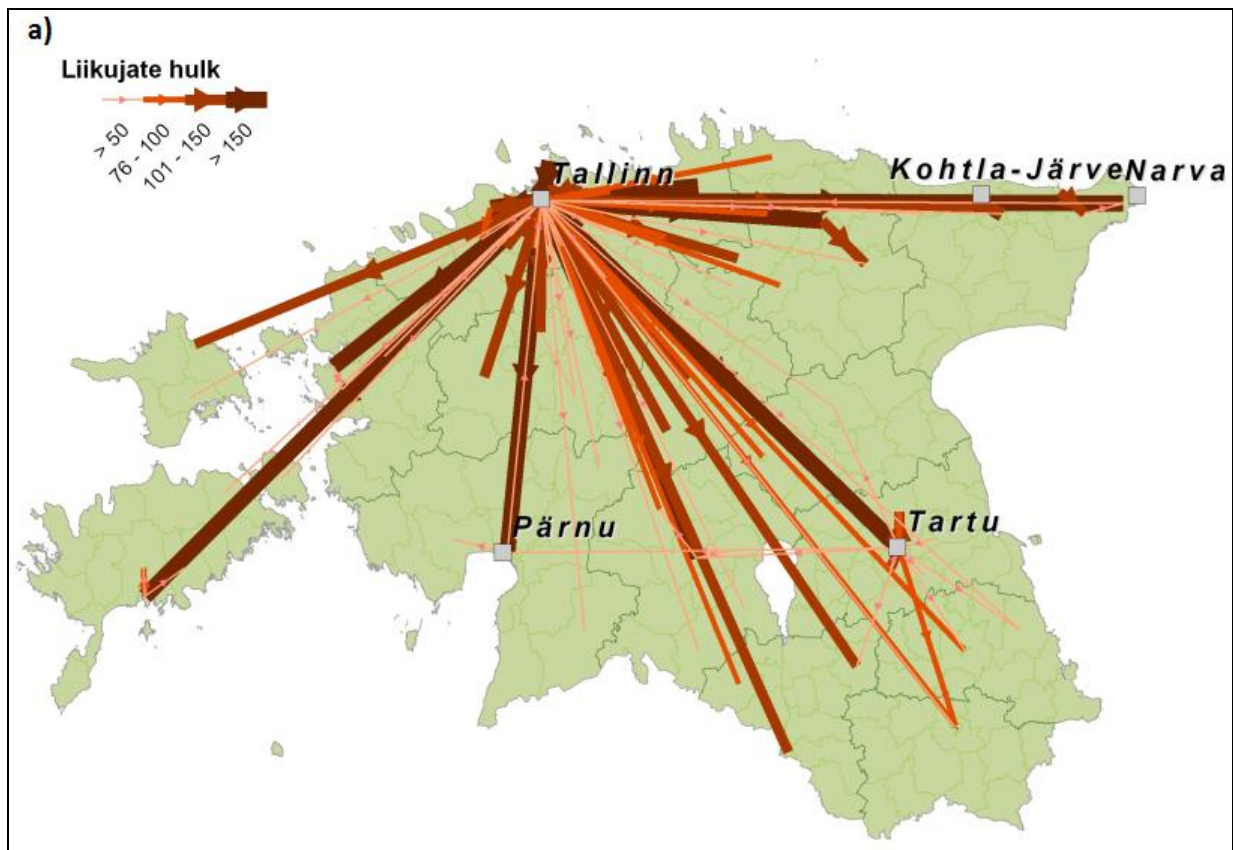 a)
Liikujate hulk
> 50
76 - 100
101 - 150
> 150
Tallinn
Kohtla-Järve
Narva
Pärnu
Tartu